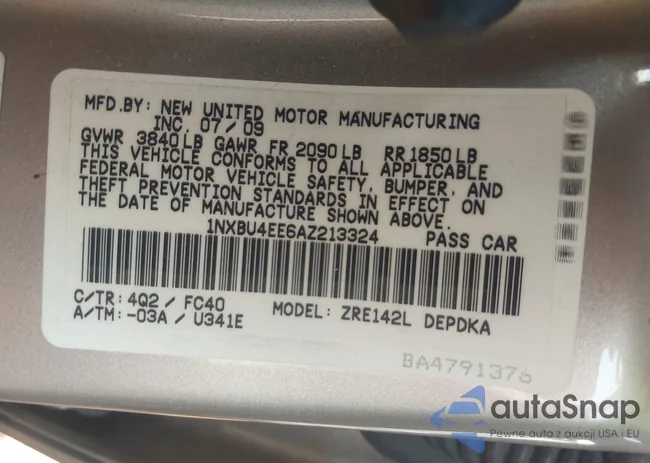 MFD.BY: NEW UNITED MOTOR MANUFACTURING
INC. 07/09
GVWR 3840LB GAWR FR 2090LB RR 1850LB
THIS VEHICLE CONFORMS TO ALL APPLICABLE
FEDERAL MOTOR VEHICLE SAFETY, BUMPER, AND
THEFT PREVENTION STANDARDS IN EFFECT ON
THE DATE OF MANUFACTURE SHOWN ABOVE.
1NXBU4EE6AZ213324 PASS CAR
C/TR: 4Q2 / FC40 MODEL: ZRE142L DEPDKA
A/TM: -03A / U341E
BA4791376
autaSnap
Pewne auta z aukcji USA i EU